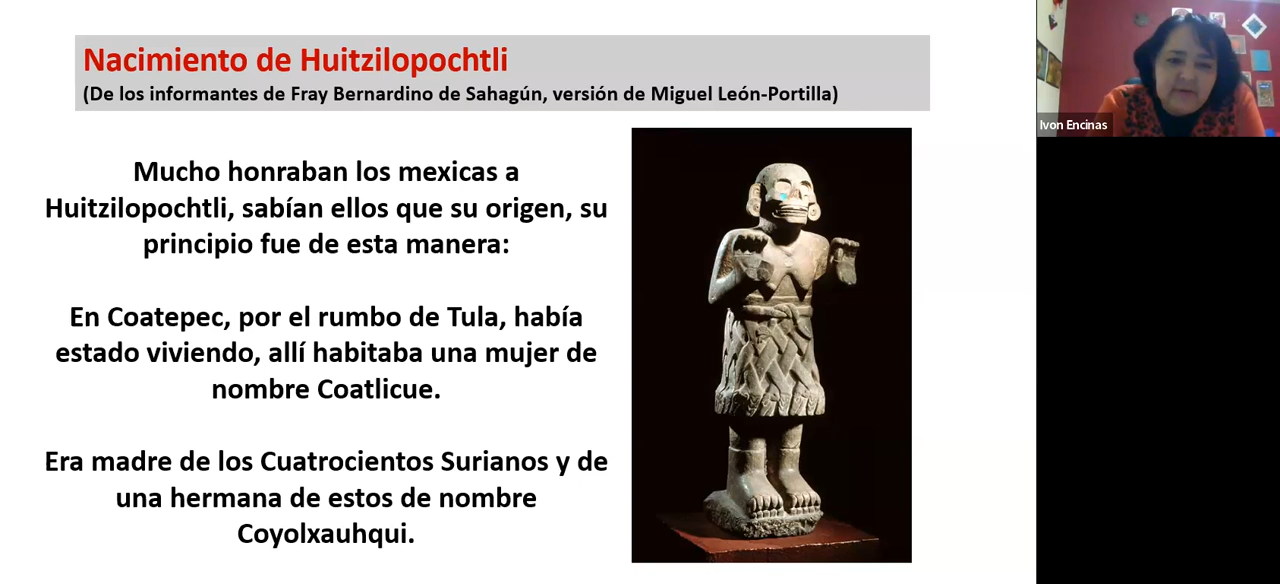 Nacimiento de Huitzilopochtli
(De los informantes de Fray Bernardino de Sahagún, versión de Miguel León-Portilla)
Mucho honraban los mexicas a
Huitzilopochtli, sabían ellos que su origen, su
principio fue de esta manera:
En Coatepec, por el rumbo de Tula, había
estado viviendo, allí habitaba una mujer de
nombre Coatlicue.
Era madre de los Cuatrocientos Surianos y de
una hermana de estos de nombre
Coyolxauhqui.
Ivon Encinas